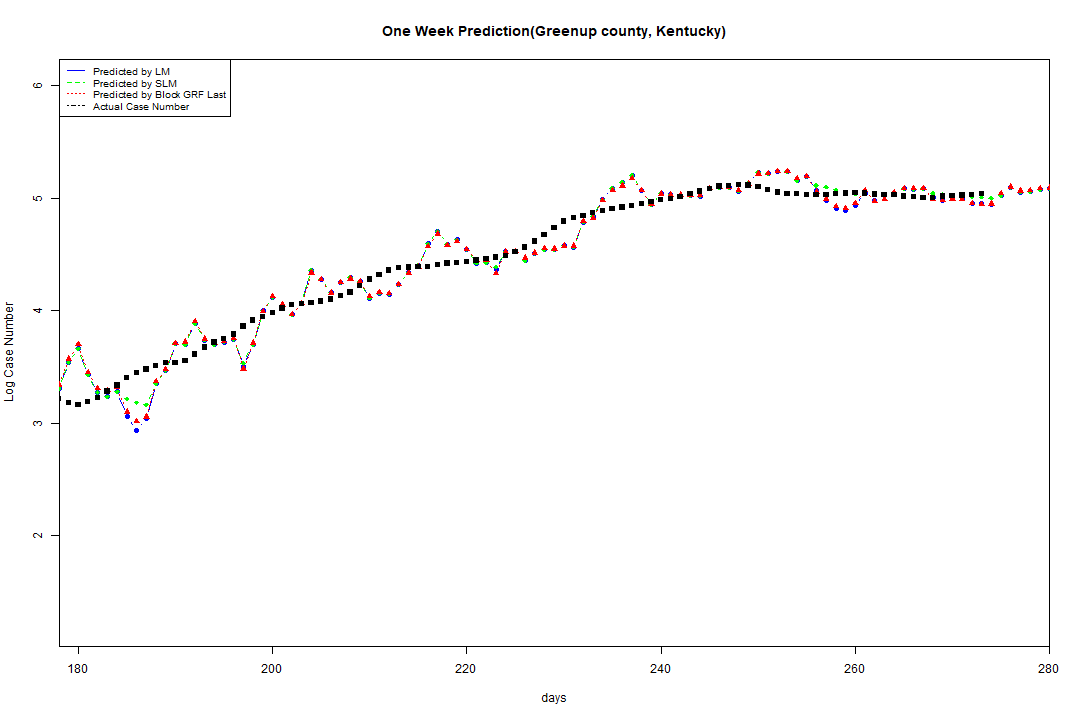 One Week Prediction(Greenup county, Kentucky)
Predicted by LM
Predicted by SLM
Predicted by Block GRF Last
Actual Case Number
6
5
4
3
2
Log Case Number
180 200 220 240 260 280
days